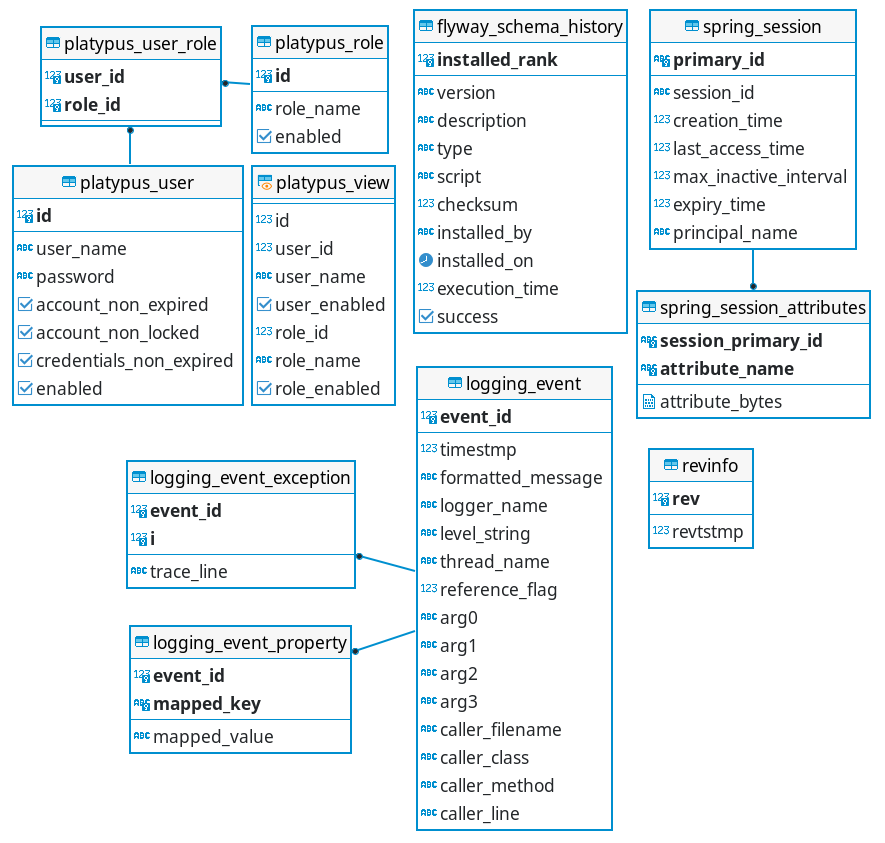 platypus_user_role
user_id
role_id
platypus_role
id
role_name
enabled
platypus_user
id
user_name
password
account_non_expired
account_non_locked
credentials_non_expired
enabled
platypus_view
id
user_id
user_name
user_enabled
role_id
role_name
role_enabled
flyway_schema_history
installed_rank
version
description
type
script
checksum
installed_by
installed_on
execution_time
success
spring_session
primary_id
session_id
creation_time
last_access_time
max_inactive_interval
expiry_time
principal_name
spring_session_attributes
session_primary_id
attribute_name
attribute_bytes
logging_event
event_id
timestmp
formatted_message
logger_name
level_string
thread_name
reference_flag
arg0
arg1
arg2
arg3
caller_filename
caller_class
caller_method
caller_line
revinfo
rev
revtstmp
logging_event_exception
event_id
i
trace_line
logging_event_property
event_id
mapped_key
mapped_value